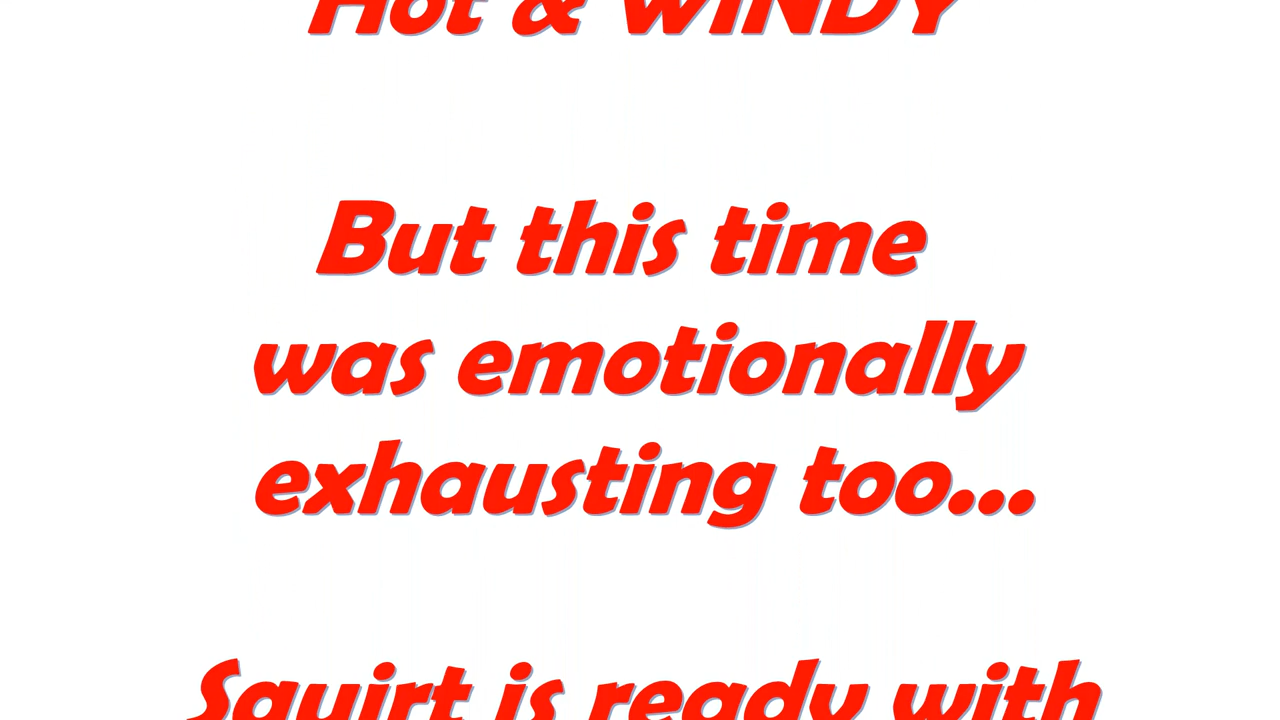 Hot & WINDY
But this time
was emotionally
exhausting too...
Squirt is ready with